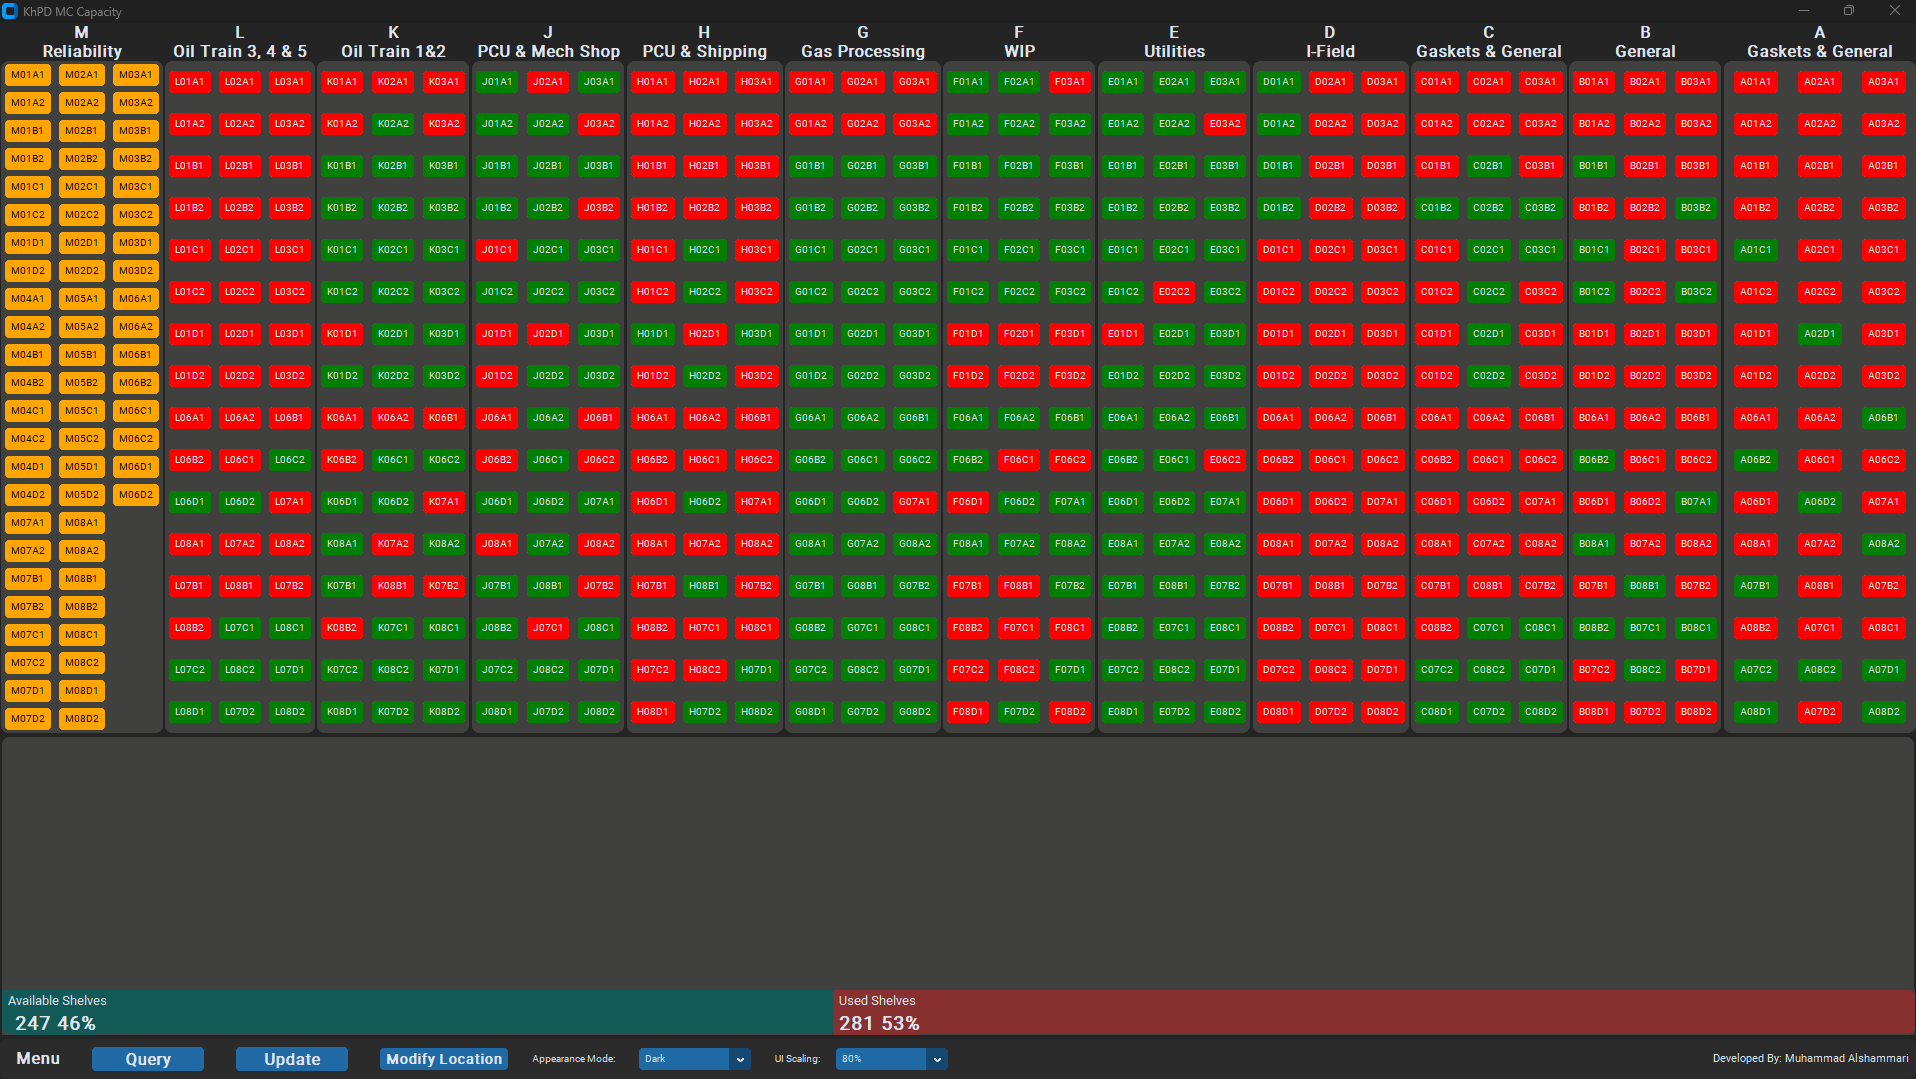 KhPD MC Capacity
M L K J H G F E D C B A
Reliability Oil Train 3, 4 & 5 Oil Train 1&2 PCU & Mech Shop PCU & Shipping Gas Processing WIP Utilities I-Field Gaskets & General General Gaskets & General
M01A1 M02A1 M03A1
M01A2 M02A2 M03A2
M01B1 M02B1 M03B1
M01B2 M02B2 M03B2
M01C1 M02C1 M03C1
M01C2 M02C2 M03C2
M01D1 M02D1 M03D1
M01D2 M02D2 M03D2
M04A1 M05A1 M06A1
M04A2 M05A2 M06A2
M04B1 M05B1 M06B1
M04B2 M05B2 M06B2
M04C1 M05C1 M06C1
M04C2 M05C2 M06C2
M04D1 M05D1 M06D1
M04D2 M05D2 M06D2
M07A1 M08A1
M07A2 M08A2
M07B1 M08B1
M07B2 M08B2
M07C1 M08C1
M07C2 M08C2
M07D1 M08D1
M07D2 M08D2
L01A1 L02A1 L03A1 K01A1 K02A1 K03A1 J01A1 J02A1 J03A1 H01A1 H02A1 H03A1 G01A1 G02A1 G03A1 F01A1 F02A1 F03A1 E01A1 E02A1 E03A1 D01A1 D02A1 D03A1 C01A1 C02A1 C03A1 B01A1 B02A1 B03A1 A01A1 A02A1 A03A1
L01A2 L02A2 L03A2 K01A2 K02A2 K03A2 J01A2 J02A2 J03A2 H01A2 H02A2 H03A2 G01A2 G02A2 G03A2 F01A2 F02A2 F03A2 E01A2 E02A2 E03A2 D01A2 D02A2 D03A2 C01A2 C02A2 C03A2 B01A2 B02A2 B03A2 A01A2 A02A2 A03A2
L01B1 L02B1 L03B1 K01B1 K02B1 K03B1 J01B1 J02B1 J03B1 H01B1 H02B1 H03B1 G01B1 G02B1 G03B1 F01B1 F02B1 F03B1 E01B1 E02B1 E03B1 D01B1 D02B1 D03B1 C01B1 C02B1 C03B1 B01B1 B02B1 B03B1 A01B1 A02B1 A03B1
L01B2 L02B2 L03B2 K01B2 K02B2 K03B2 J01B2 J02B2 J03B2 H01B2 H02B2 H03B2 G01B2 G02B2 G03B2 F01B2 F02B2 F03B2 E01B2 E02B2 E03B2 D01B2 D02B2 D03B2 C01B2 C02B2 C03B2 B01B2 B02B2 B03B2 A01B2 A02B2 A03B2
L01C1 L02C1 L03C1 K01C1 K02C1 K03C1 J01C1 J02C1 J03C1 H01C1 H02C1 H03C1 G01C1 G02C1 G03C1 F01C1 F02C1 F03C1 E01C1 E02C1 E03C1 D01C1 D02C1 D03C1 C01C1 C02C1 C03C1 B01C1 B02C1 B03C1 A01C1 A02C1 A03C1
L01C2 L02C2 L03C2 K01C2 K02C2 K03C2 J01C2 J02C2 J03C2 H01C2 H02C2 H03C2 G01C2 G02C2 G03C2 F01C2 F02C2 F03C2 E01C2 E02C2 E03C2 D01C2 D02C2 D03C2 C01C2 C02C2 C03C2 B01C2 B02C2 B03C2 A01C2 A02C2 A03C2
L01D1 L02D1 L03D1 K01D1 K02D1 K03D1 J01D1 J02D1 J03D1 H01D1 H02D1 H03D1 G01D1 G02D1 G03D1 F01D1 F02D1 F03D1 E01D1 E02D1 E03D1 D01D1 D02D1 D03D1 C01D1 C02D1 C03D1 B01D1 B02D1 B03D1 A01D1 A02D1 A03D1
L01D2 L02D2 L03D2 K01D2 K02D2 K03D2 J01D2 J02D2 J03D2 H01D2 H02D2 H03D2 G01D2 G02D2 G03D2 F01D2 F02D2 F03D2 E01D2 E02D2 E03D2 D01D2 D02D2 D03D2 C01D2 C02D2 C03D2 B01D2 B02D2 B03D2 A01D2 A02D2 A03D2
L06A1 L06A2 L06B1 K06A1 K06A2 K06B1 J06A1 J06A2 J06B1 H06A1 H06A2 H06B1 G06A1 G06A2 G06B1 F06A1 F06A2 F06B1 E06A1 E06A2 E06B1 D06A1 D06A2 D06B1 C06A1 C06A2 C06B1 B06A1 B06A2 B06B1 A06A1 A06A2 A06B1
L06B2 L06C1 L06C2 K06B2 K06C1 K06C2 J06B2 J06C1 J06C2 H06B2 H06C1 H06C2 G06B2 G06C1 G06C2 F06B2 F06C1 F06C2 E06B2 E06C1 E06C2 D06B2 D06C1 D06C2 C06B2 C06C1 C06C2 B06B2 B06C1 B06C2 A06B2 A06C1 A06C2
L06D1 L06D2 L07A1 K06D1 K06D2 K07A1 J06D1 J06D2 J07A1 H06D1 H06D2 H07A1 G06D1 G06D2 G07A1 F06D1 F06D2 F07A1 E06D1 E06D2 E07A1 D06D1 D06D2 D07A1 C06D1 C06D2 C07A1 B06D1 B06D2 B07A1 A06D1 A06D2 A07A1
L08A1 L07A2 L08A2 K08A1 K07A2 K08A2 J08A1 J07A2 J08A2 H08A1 H07A2 H08A2 G08A1 G07A2 G08A2 F08A1 F07A2 F08A2 E08A1 E07A2 E08A2 D08A1 D07A2 D08A2 C08A1 C07A2 C08A2 B08A1 B07A2 B08A2 A08A1 A07A2 A08A2
L07B1 L08B1 L07B2 K07B1 K08B1 K07B2 J07B1 J08B1 J07B2 H07B1 H08B1 H07B2 G07B1 G08B1 G07B2 F07B1 F08B1 F07B2 E07B1 E08B1 E07B2 D07B1 D08B1 D07B2 C07B1 C08B1 C07B2 B07B1 B08B1 B07B2 A07B1 A08B1 A07B2
L08B2 L07C1 L08C1 K08B2 K07C1 K08C1 J08B2 J07C1 J08C1 H08B2 H07C1 H08C1 G08B2 G07C1 G08C1 F08B2 F07C1 F08C1 E08B2 E07C1 E08C1 D08B2 D07C1 D08C1 C08B2 C07C1 C08C1 B08B2 B07C1 B08C1 A08B2 A07C1 A08C1
L07C2 L08C2 L07D1 K07C2 K08C2 K07D1 J07C2 J08C2 J07D1 H07C2 H08C2 H07D1 G07C2 G08C2 G07D1 F07C2 F08C2 F07D1 E07C2 E08C2 E07D1 D07C2 D08C2 D07D1 C07C2 C08C2 C07D1 B07C2 B08C2 B07D1 A07C2 A08C2 A07D1
L08D1 L07D2 L08D2 K08D1 K07D2 K08D2 J08D1 J07D2 J08D2 H08D1 H07D2 H08D2 G08D1 G07D2 G08D2 F08D1 F07D2 F08D2 E08D1 E07D2 E08D2 D08D1 D07D2 D08D2 C08D1 C07D2 C08D2 B08D1 B07D2 B08D2 A08D1 A07D2 A08D2
Available Shelves Used Shelves
247 46% 281 53%
Menu Query Update Modify Location Appearance Mode: Dark UI Scaling: 80% Developed By: Muhammad Alshammari